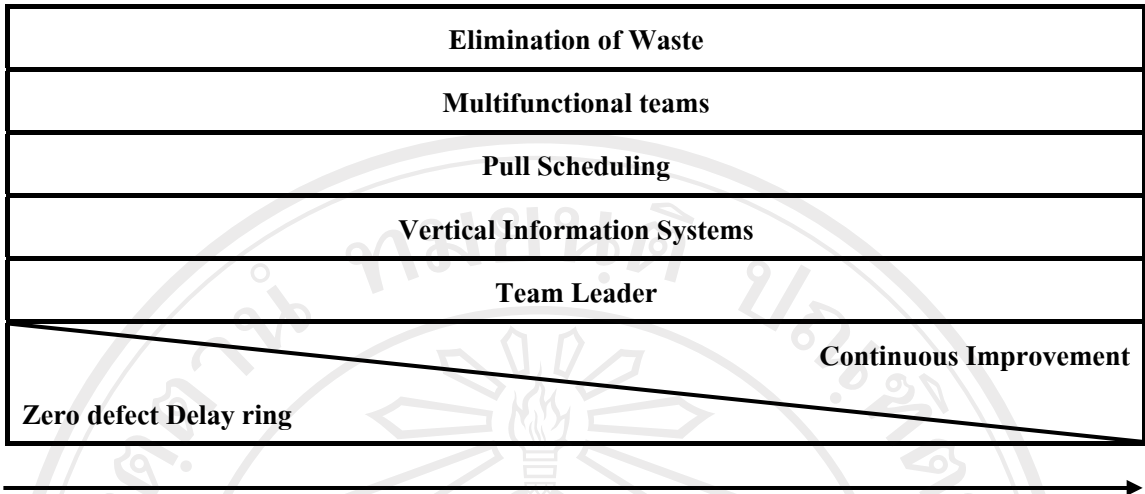 Elimination of Waste
Multifunctional teams
Pull Scheduling
Vertical Information Systems
Team Leader
Continuous Improvement
Zero defect Delay ring